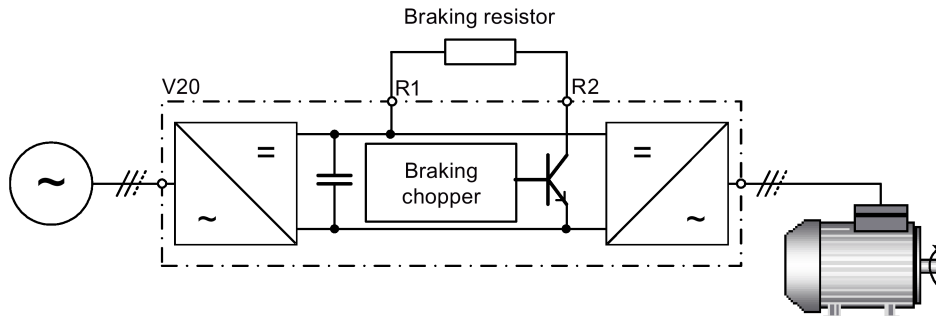 Braking resistor
V20
R1
R2
=
=
Braking
chopper
~
~
~